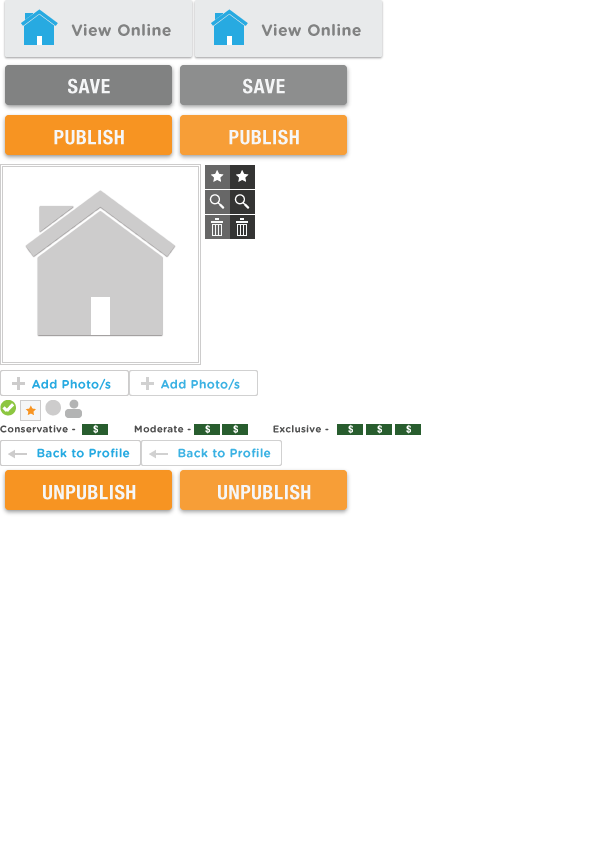 View Online View Online
SAVE SAVE
PUBLISH PUBLISH
+ Add Photo/s + Add Photo/s
Conservative - $ Moderate - $ $ Exclusive - $ $ $
Back to Profile Back to Profile
UNPUBLISH UNPUBLISH